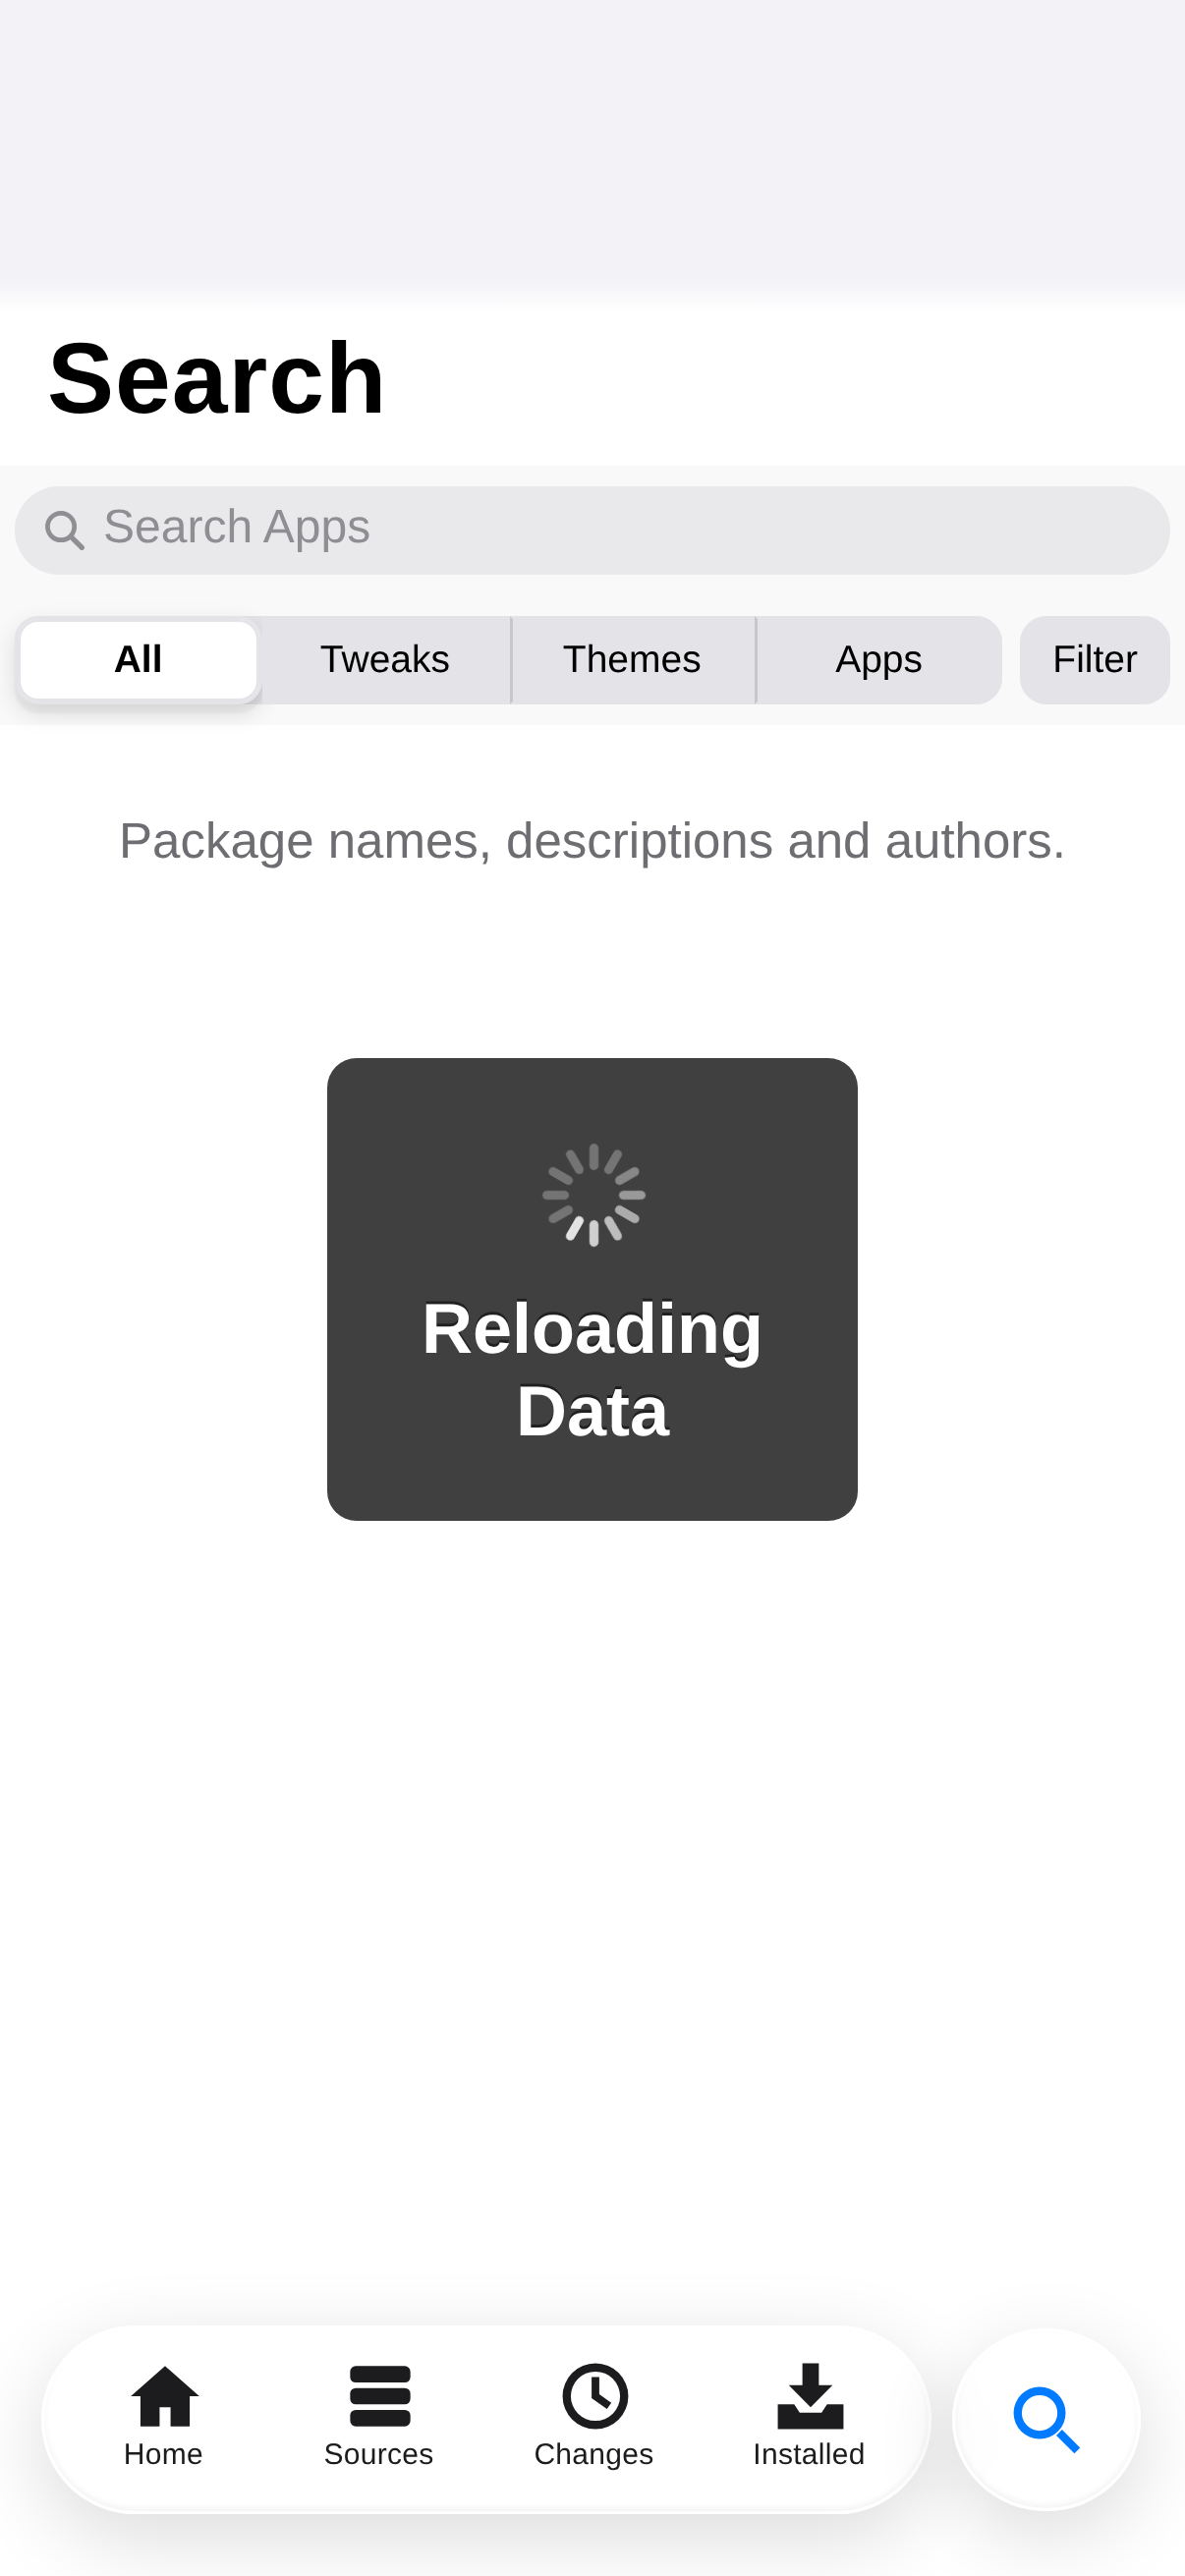 Search
Search Apps
All Tweaks Themes Apps Filter
Package names, descriptions and authors.
Reloading
Data
Home Sources Changes Installed